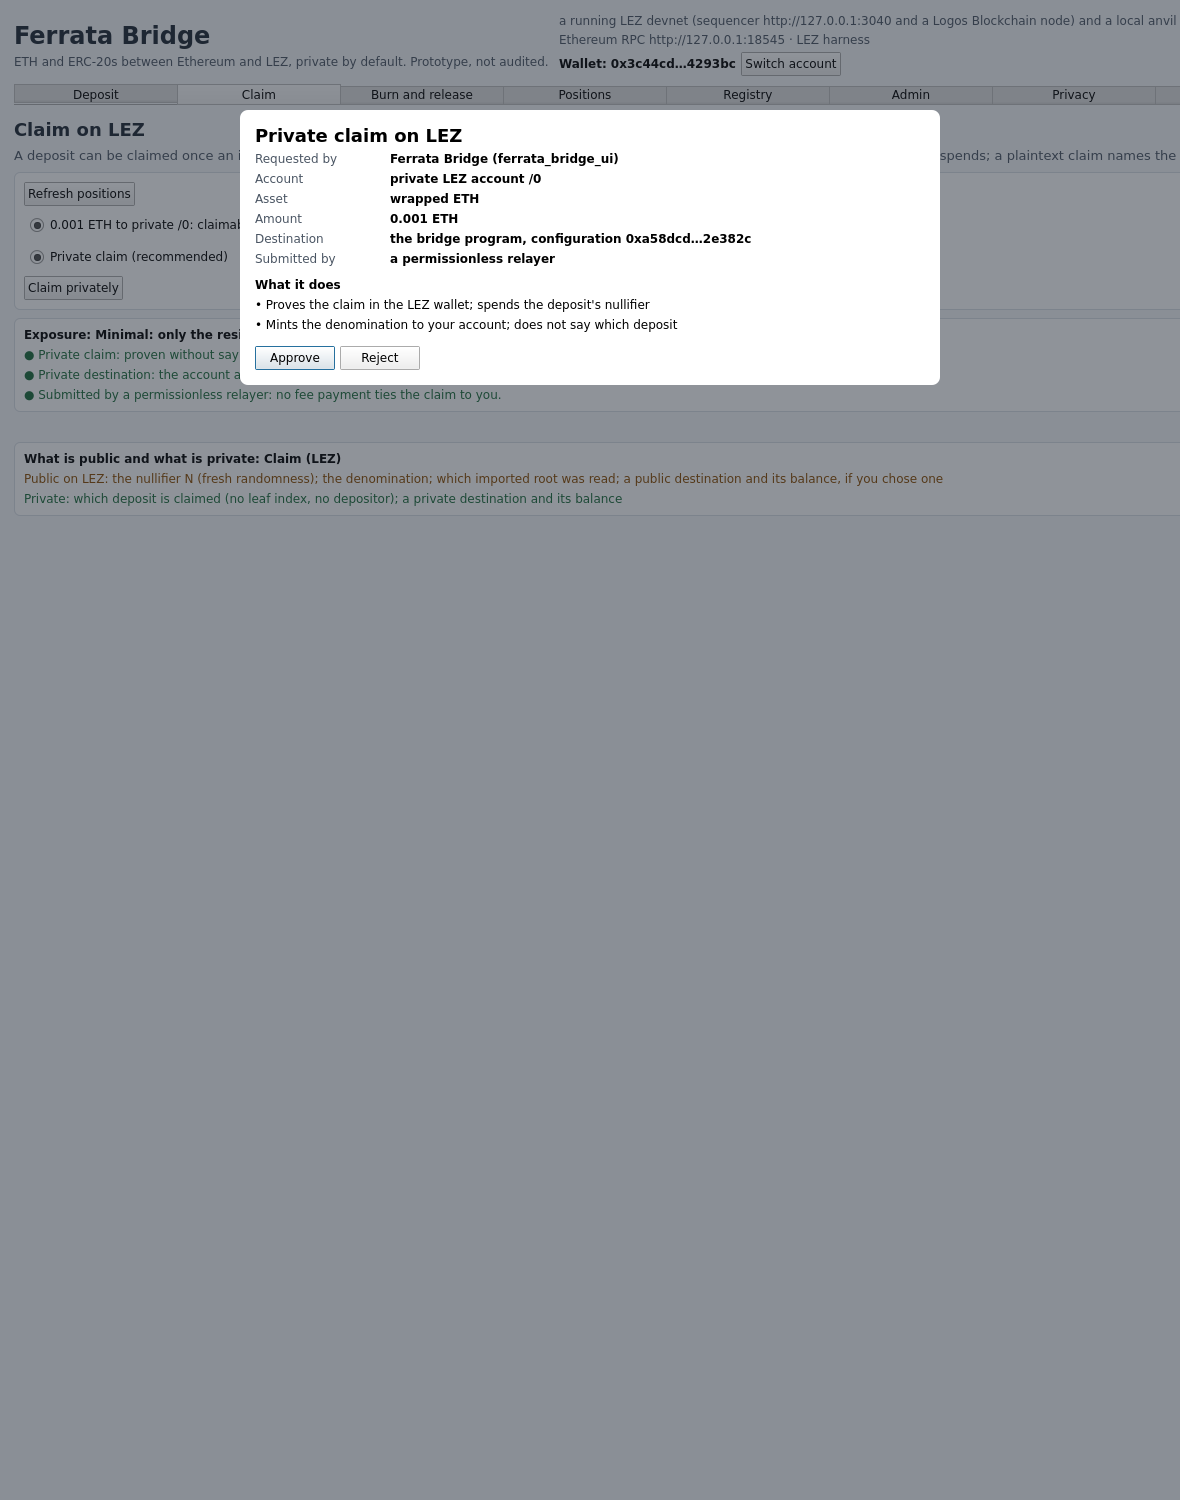 Ferrata Bridge
ETH and ERC-20s between Ethereum and LEZ, private by default. Prototype, not audited.
a running LEZ devnet (sequencer http://127.0.0.1:3040 and a Logos Blockchain node) and a local anvil
Ethereum RPC http://127.0.0.1:18545 · LEZ harness
Wallet: 0x3c44cd…4293bc Switch account
Deposit Claim Burn and release Positions Registry Admin Privacy
Claim on LEZ
A deposit can be claimed once an
spends; a plaintext claim names the
Refresh positions
0.001 ETH to private /0:
Private claim (recommended)
Claim privately
Private claim on LEZ
Requested by Ferrata Bridge (ferrata_bridge_ui)
Account private LEZ account /0
Asset wrapped ETH
Amount 0.001 ETH
Destination the bridge program, configuration 0xa58dcd…2e382c
Submitted by a permissionless relayer
What it does
• Proves the claim in the LEZ wallet; spends the deposit's nullifier
• Mints the denomination to your account; does not say which deposit
Approve Reject
Exposure: Minimal: only the
● Private claim: proven without
● Private destination: the account
● Submitted by a permissionless relayer: no fee payment ties the claim to you.
What is public and what is private: Claim (LEZ)
Public on LEZ: the nullifier N (fresh randomness); the denomination; which imported root was read; a public destination and its balance, if you chose one
Private: which deposit is claimed (no leaf index, no depositor); a private destination and its balance